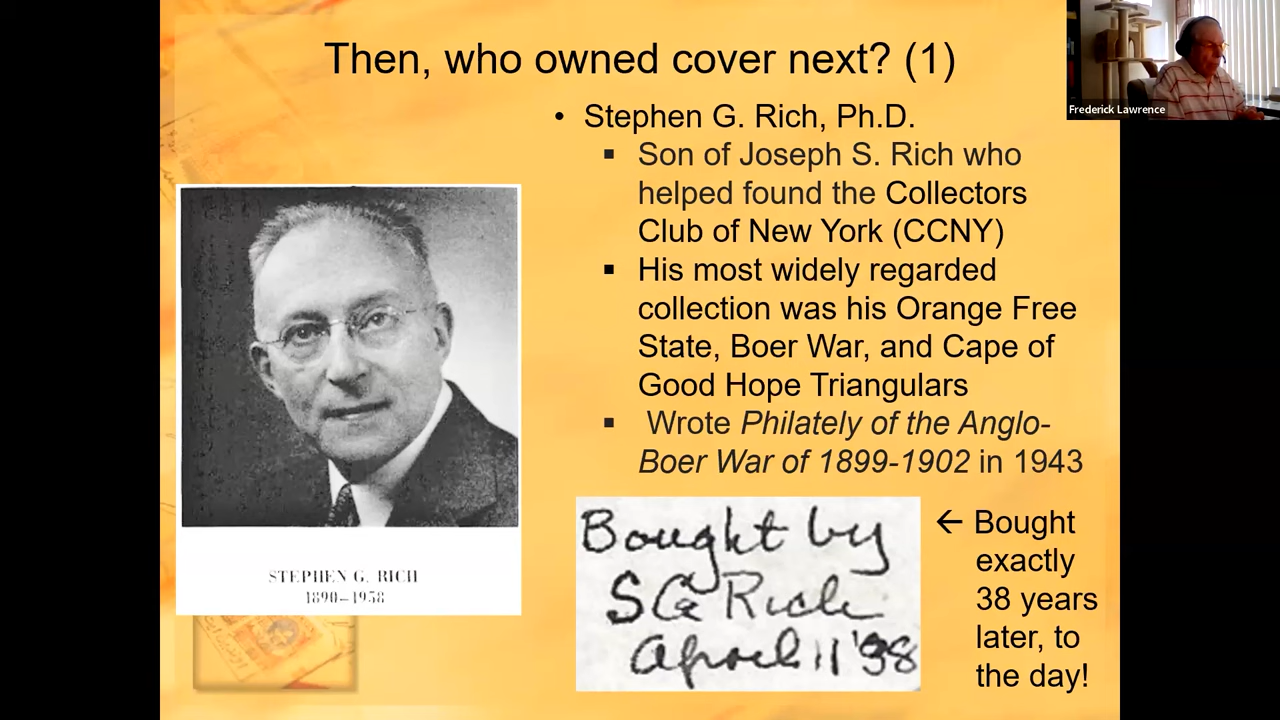 Then, who owned cover next? (1)
Frederick Lawrence
• Stephen G. Rich, Ph.D.
▪ Son of Joseph S. Rich who
helped found the Collectors
Club of New York (CCNY)
▪ His most widely regarded
collection was his Orange Free
State, Boer War, and Cape of
Good Hope Triangulars
▪ Wrote Philately of the Anglo-
Boer War of 1899-1902 in 1943
STEPHEN G. RICH
1890–1958
Bought by
SG Rich
April 11 '38
← Bought
exactly
38 years
later, to
the day!